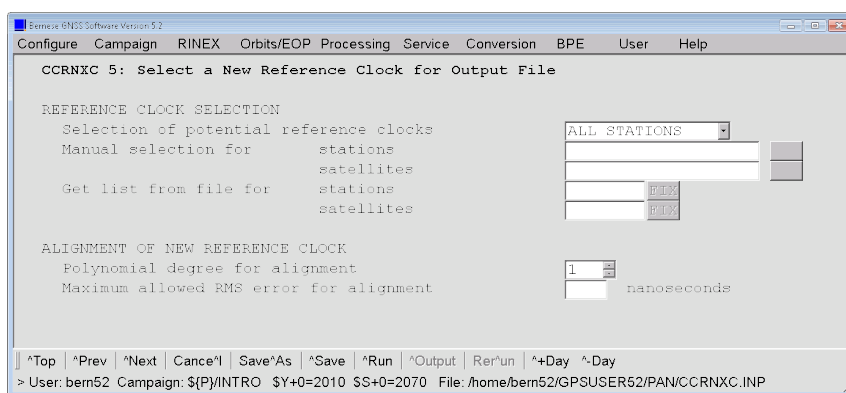 Bernese GNSS Software Version 5.2
Configure Campaign RINEX Orbits/EOP Processing Service Conversion BPE User Help
CCRNXC 5: Select a New Reference Clock for Output File
REFERENCE CLOCK SELECTION
Selection of potential reference clocks ALL STATIONS
Manual selection for stations
satellites
Get list from file for stations FIX
satellites FIX
ALIGNMENT OF NEW REFERENCE CLOCK
Polynomial degree for alignment 1
Maximum allowed RMS error for alignment nanoseconds
^Top ^Prev ^Next Cance^l Save^As ^Save ^Run ^Output Rer^un ^+Day ^-Day
> User: bern52 Campaign: ${P}/INTRO $Y+0=2010 $S+0=2070 File: /home/bern52/GPSUSER52/PAN/CCRNXC.INP